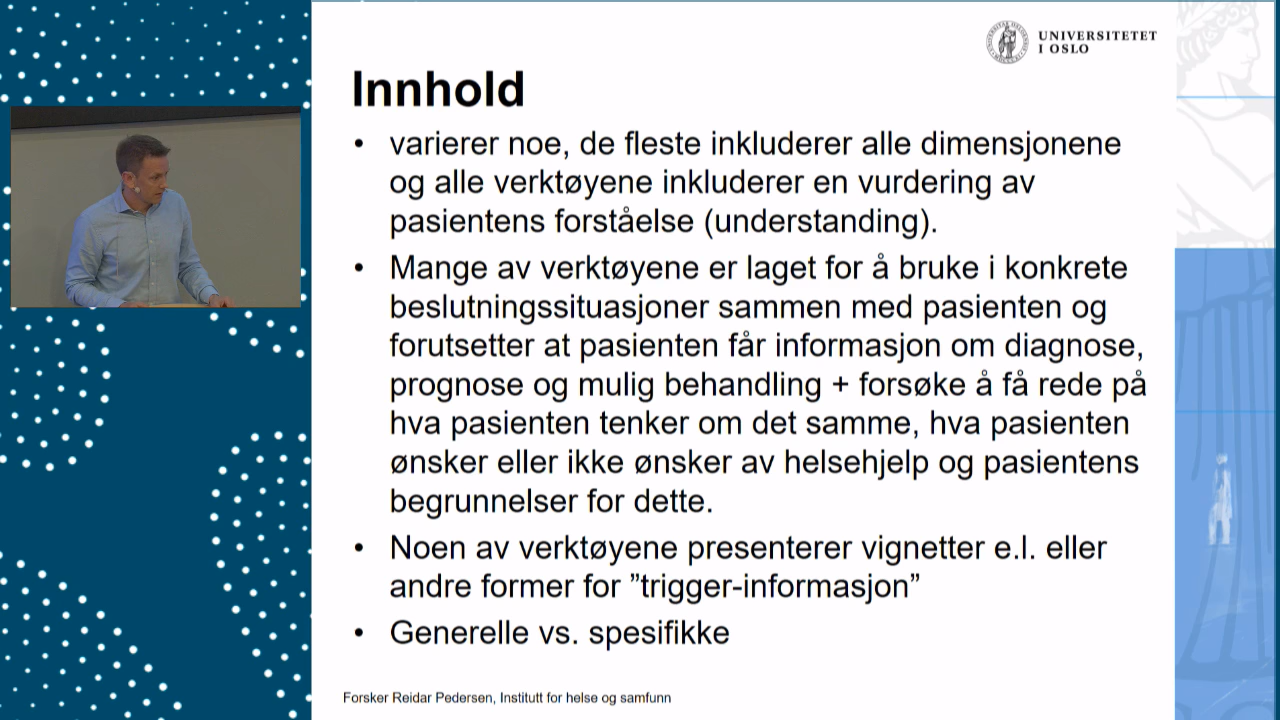 UNIVERSITETET
I OSLO
Innhold
• varierer noe, de fleste inkluderer alle dimensjonene
og alle verktøyene inkluderer en vurdering av
pasientens forståelse (understanding).
• Mange av verktøyene er laget for å bruke i konkrete
beslutningssituasjoner sammen med pasienten og
forutsetter at pasienten får informasjon om diagnose,
prognose og mulig behandling + forsøke å få rede på
hva pasienten tenker om det samme, hva pasienten
ønsker eller ikke ønsker av helsehjelp og pasientens
begrunnelser for dette.
• Noen av verktøyene presenterer vignetter e.l. eller
andre former for ”trigger-informasjon”
• Generelle vs. spesifikke
Forsker Reidar Pedersen, Institutt for helse og samfunn